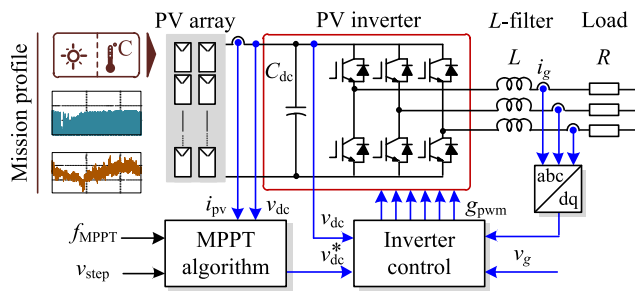 PV array
PV inverter
L-filter
Load
°C
C_dc
L
i_g
R
Mission profile
abc
dq
i_pv
v_dc
g_pwm
f_MPPT
MPPT
algorithm
v_dc
v*_dc
Inverter
control
v_step
v_g